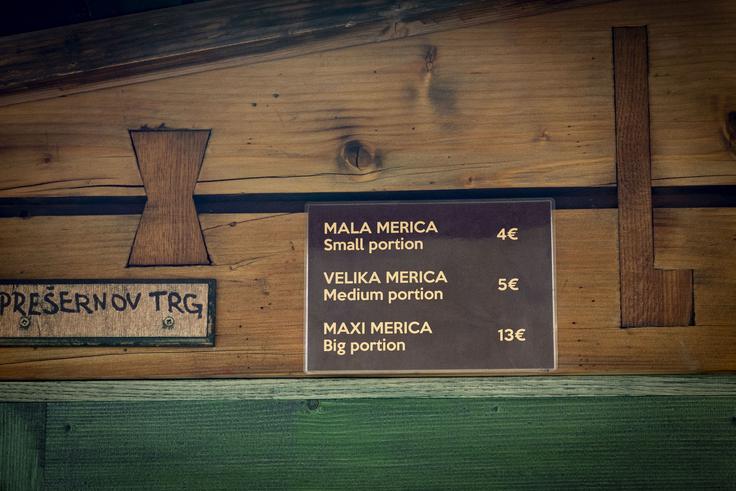 MALA MERICA
Small portion
4€
VELIKA MERICA
Medium portion
5€
MAXI MERICA
Big portion
13€
PREŠERNOV TRG